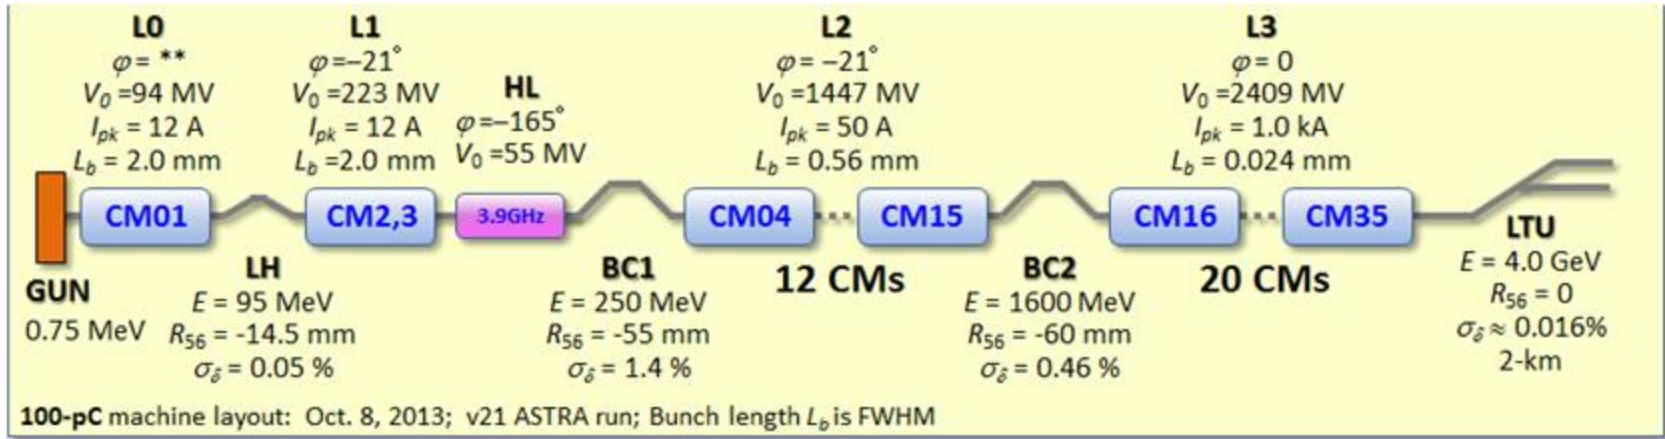 L0
φ = **
V0 =94 MV
Ipk = 12 A
Lb = 2.0 mm
L1
φ=–21°
V0 =223 MV
Ipk = 12 A
Lb =2.0 mm
HL
φ=–165°
V0 =55 MV
L2
φ = –21°
V0 =1447 MV
Ipk = 50 A
Lb = 0.56 mm
L3
φ = 0
V0 =2409 MV
Ipk = 1.0 kA
Lb = 0.024 mm
CM01
CM2,3
3.9GHz
CM04
CM15
CM16
CM35
GUN
0.75 MeV
LH
E = 95 MeV
R56 = -14.5 mm
σδ = 0.05 %
BC1
E = 250 MeV
R56 = -55 mm
σδ = 1.4 %
12 CMs
BC2
E = 1600 MeV
R56 = -60 mm
σδ = 0.46 %
20 CMs
LTU
E = 4.0 GeV
R56 = 0
σδ ≈ 0.016%
2-km
100-pC machine layout: Oct. 8, 2013; v21 ASTRA run; Bunch length Lb is FWHM